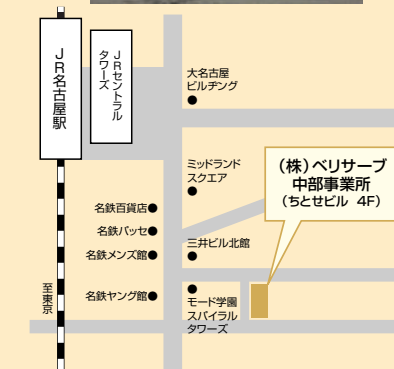 JR名古屋駅
JRセントラル
タワーズ
大名古屋
ビルヂング
ミッドランド
スクエア
(株)ベリサーブ
中部事業所
(ちとせビル 4F)
名鉄百貨店
名鉄パッセ
名鉄メンズ館
三井ビル北館
名鉄ヤング館
モード学園
スパイラル
タワーズ
至東京